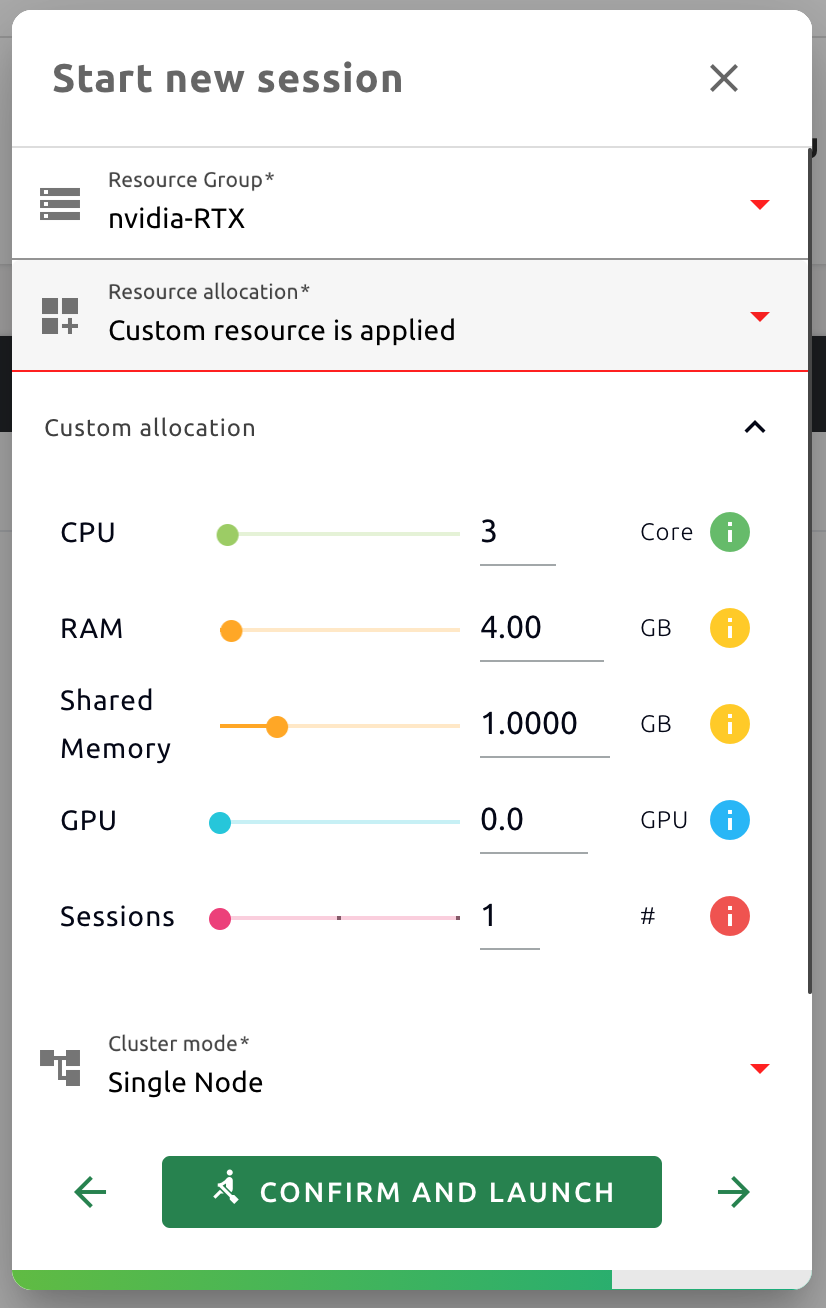 Start new session
Resource Group*
nvidia-RTX
Resource allocation*
Custom resource is applied
Custom allocation
CPU 3 Core
RAM 4.00 GB
Shared
Memory 1.0000 GB
GPU 0.0 GPU
Sessions 1 #
Cluster mode*
Single Node
CONFIRM AND LAUNCH